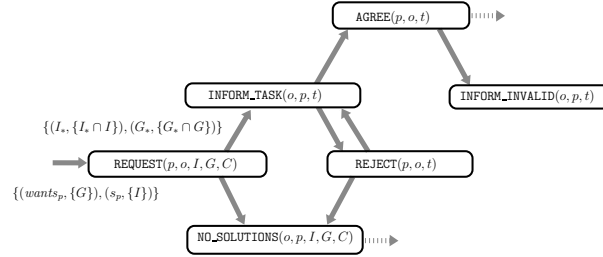 AGREE(p, o, t)
INFORM_TASK(o, p, t)
INFORM_INVALID(o, p, t)
{(I∗, {I∗ ∩ I}), (G∗, {G∗ ∩ G})}
REQUEST(p, o, I, G, C)
REJECT(p, o, t)
{(wants_p, {G}), (s_p, {I})}
NO_SOLUTIONS(o, p, I, G, C)